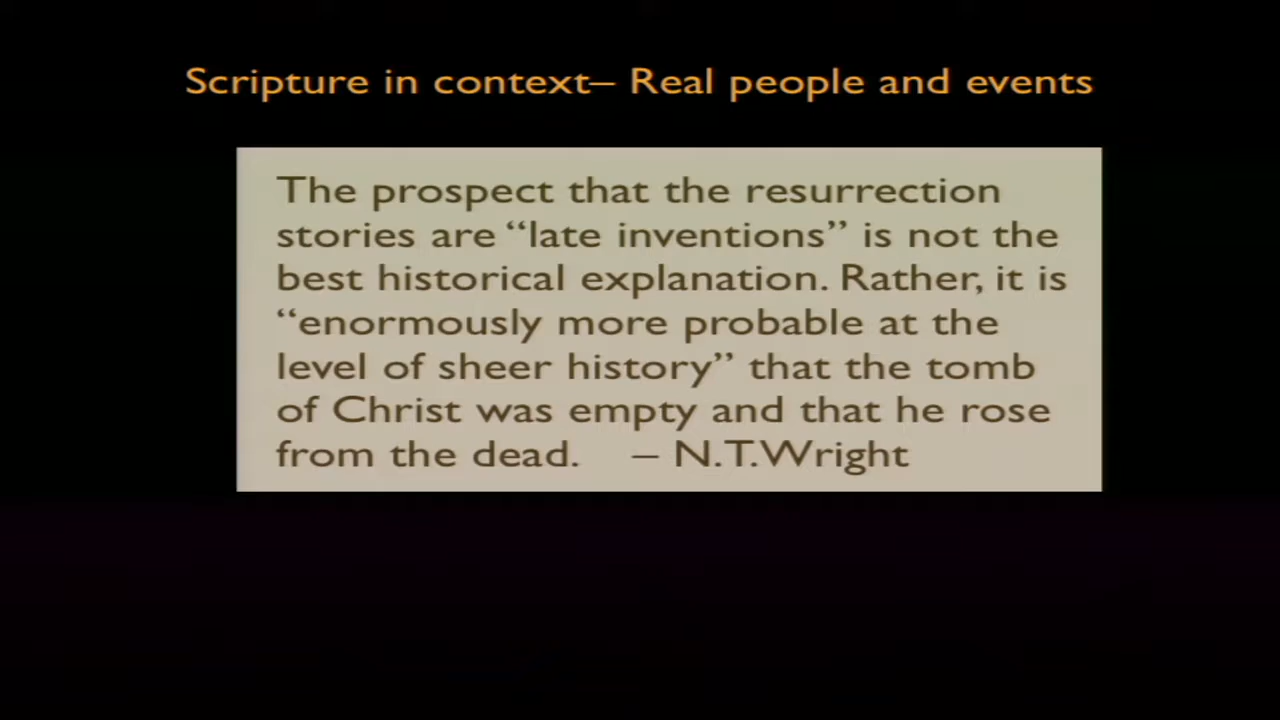 Scripture in context– Real people and events
The prospect that the resurrection
stories are “late inventions” is not the
best historical explanation. Rather, it is
“enormously more probable at the
level of sheer history” that the tomb
of Christ was empty and that he rose
from the dead. – N.T.Wright